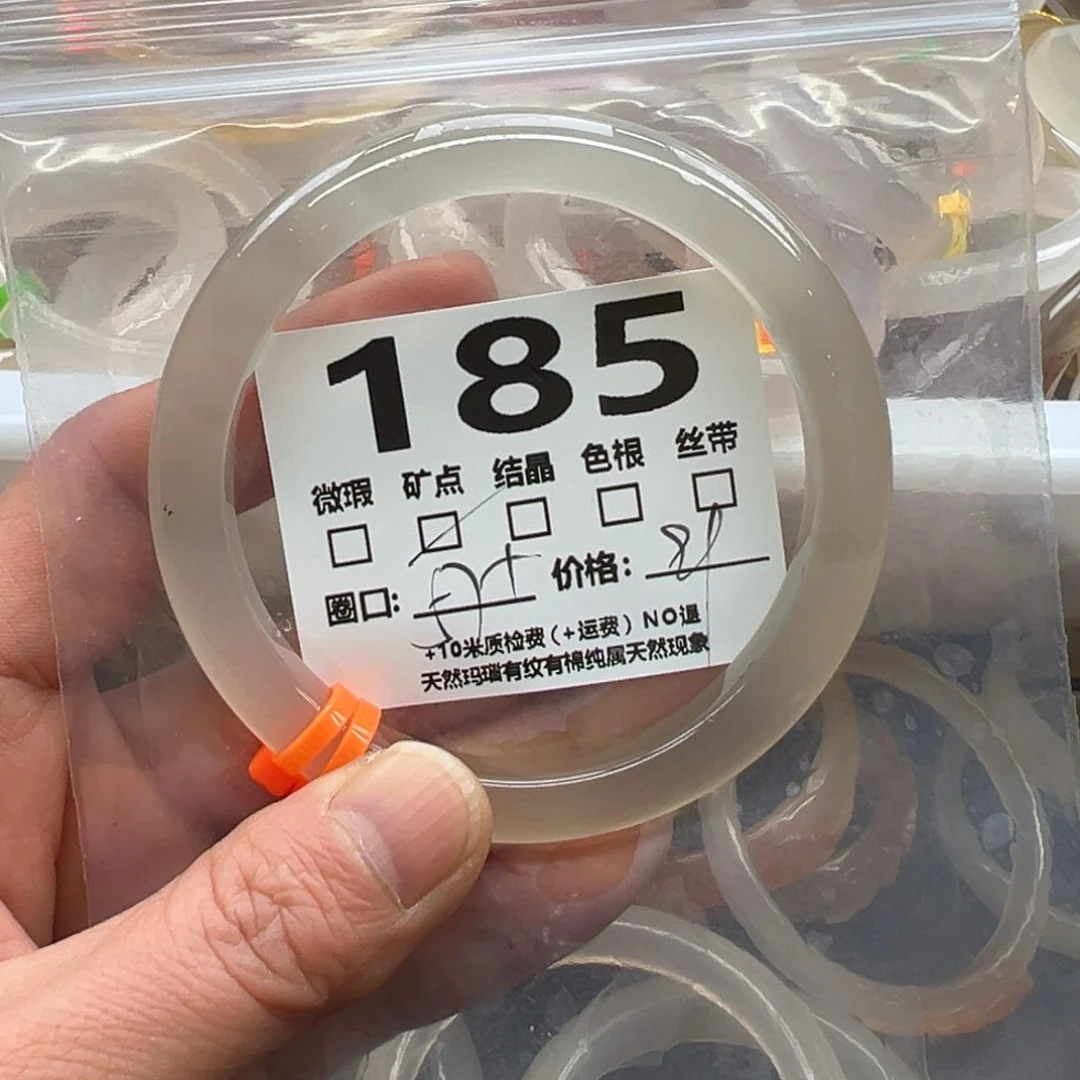 185
微瑕 矿点 结晶 色根 丝带
圈口: 价格:
+10米质检费(+运费)NO退
天然玛瑙有纹有棉纯属天然现象